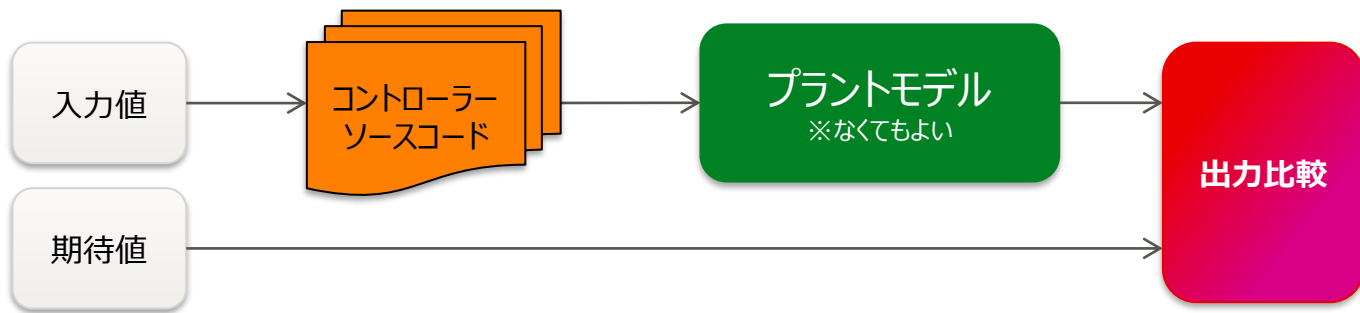 入力値
コントローラー
ソースコード
プラントモデル
※なくてもよい
出力比較
期待値